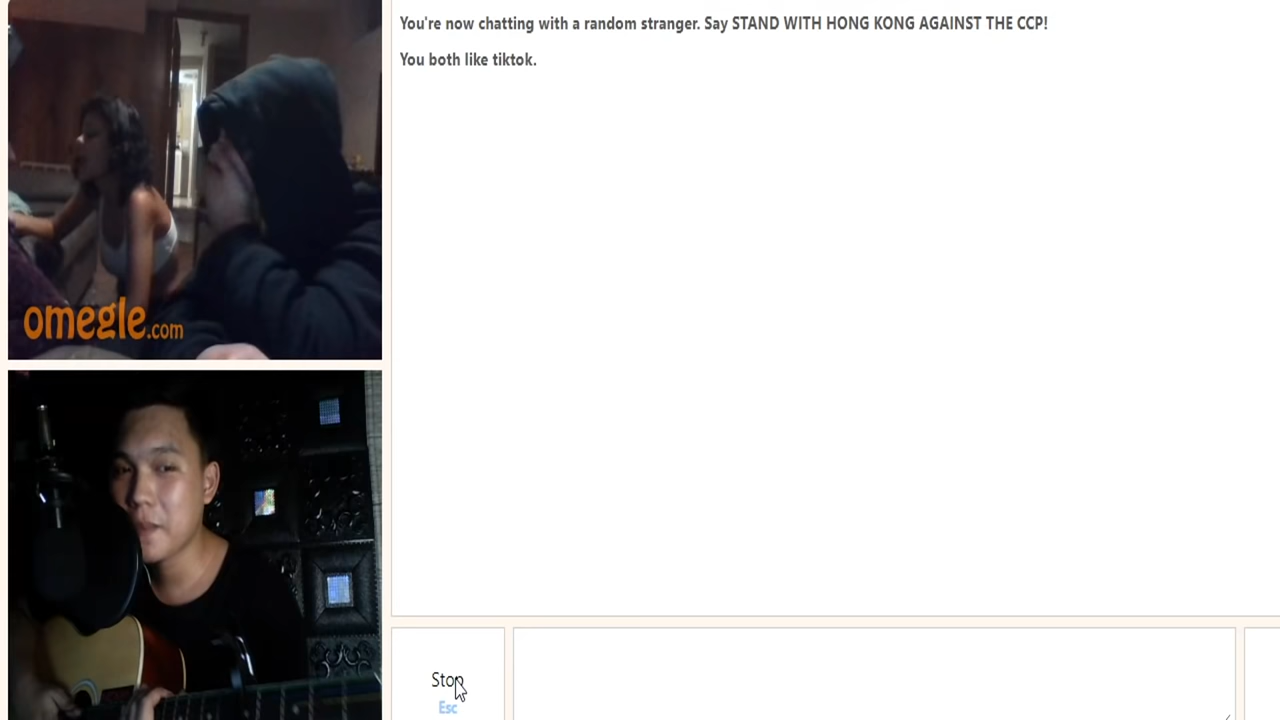 You're now chatting with a random stranger. Say STAND WITH HONG KONG AGAINST THE CCP!
You both like tiktok.
omegle.com
Stop
Esc